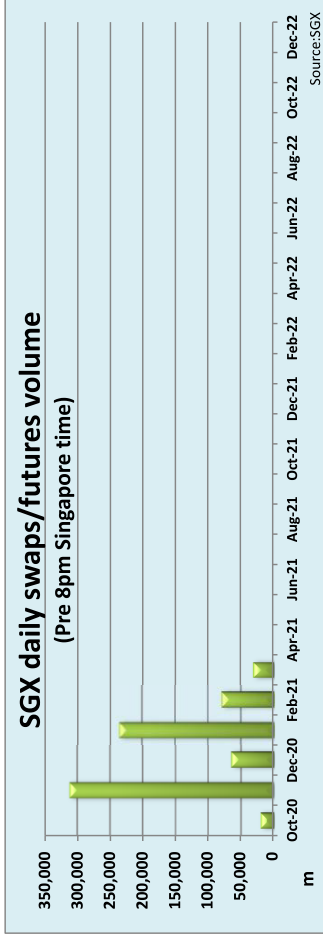 SGX daily swaps/futures volume
(Pre 8pm Singapore time)
350,000
300,000
250,000
200,000
150,000
100,000
50,000
0
m
Oct-20 Dec-20 Feb-21 Apr-21 Jun-21 Aug-21 Oct-21 Dec-21 Feb-22 Apr-22 Jun-22 Aug-22 Oct-22 Dec-22
Source:SGX